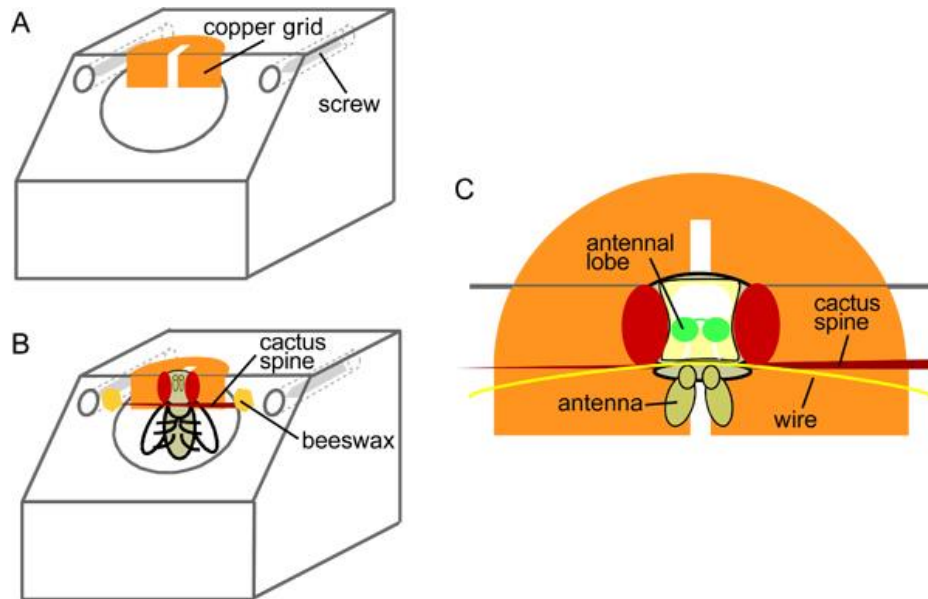 A
copper grid
screw
B
cactus
spine
beeswax
C
antennal
lobe
cactus
spine
antenna
wire